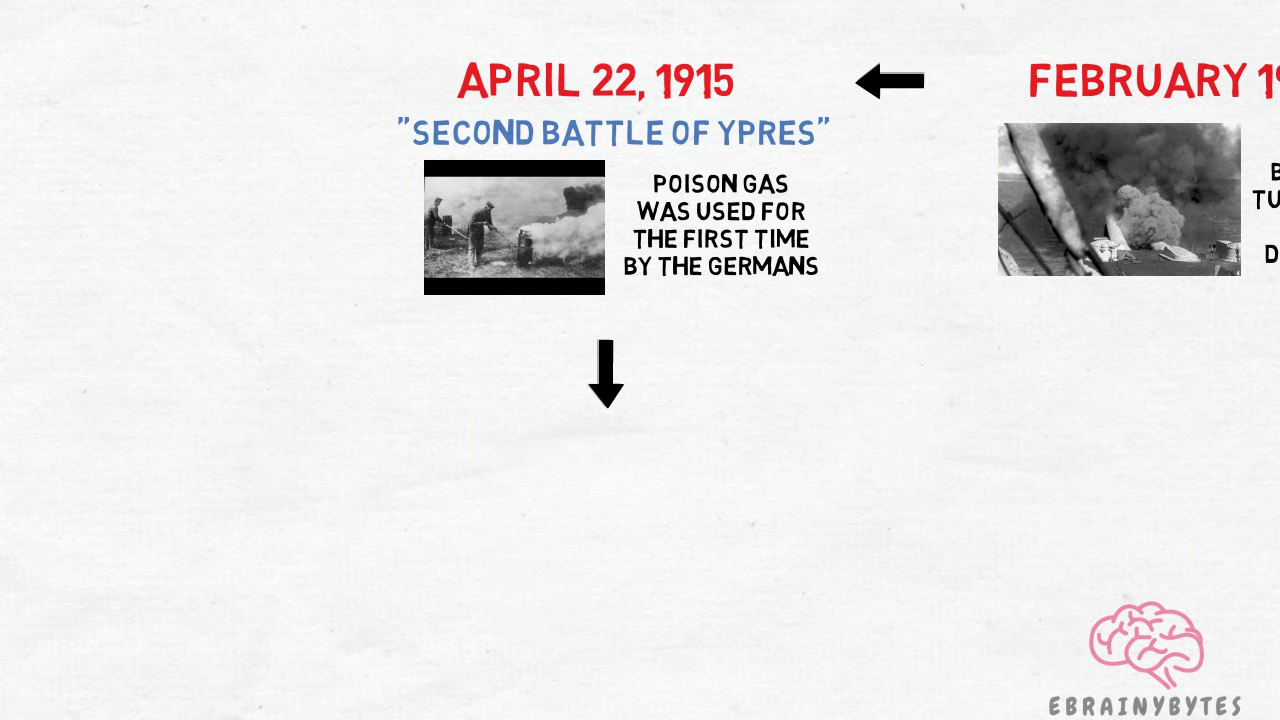 APRIL 22, 1915
"SECOND BATTLE OF YPRES"
POISON GAS
WAS USED FOR
THE FIRST TIME
BY THE GERMANS
FEBRUARY
EBRAINYBYTES